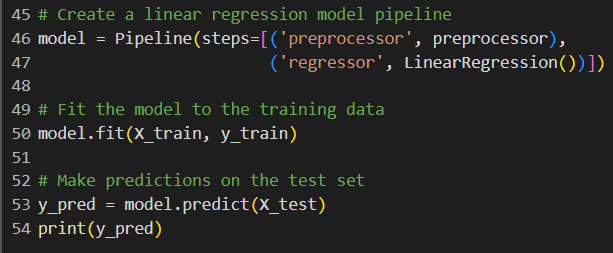 45 # Create a linear regression model pipeline
46 model = Pipeline(steps=[('preprocessor', preprocessor),
47                         ('regressor', LinearRegression())])
48
49 # Fit the model to the training data
50 model.fit(X_train, y_train)
51
52 # Make predictions on the test set
53 y_pred = model.predict(X_test)
54 print(y_pred)